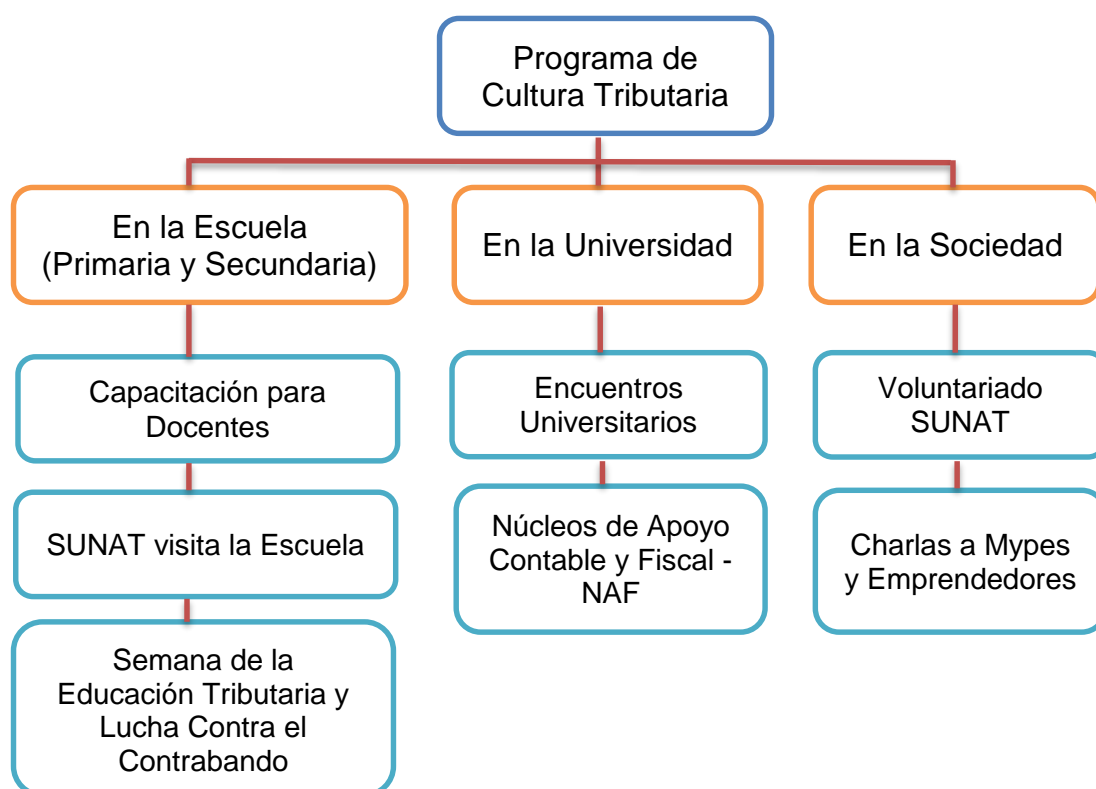 Programa de
Cultura Tributaria
En la Escuela
(Primaria y Secundaria)
En la Universidad
En la Sociedad
Capacitación para
Docentes
Encuentros
Universitarios
Voluntariado
SUNAT
SUNAT visita la Escuela
Núcleos de Apoyo
Contable y Fiscal -
NAF
Charlas a Mypes
y Emprendedores
Semana de la
Educación Tributaria y
Lucha Contra el
Contrabando